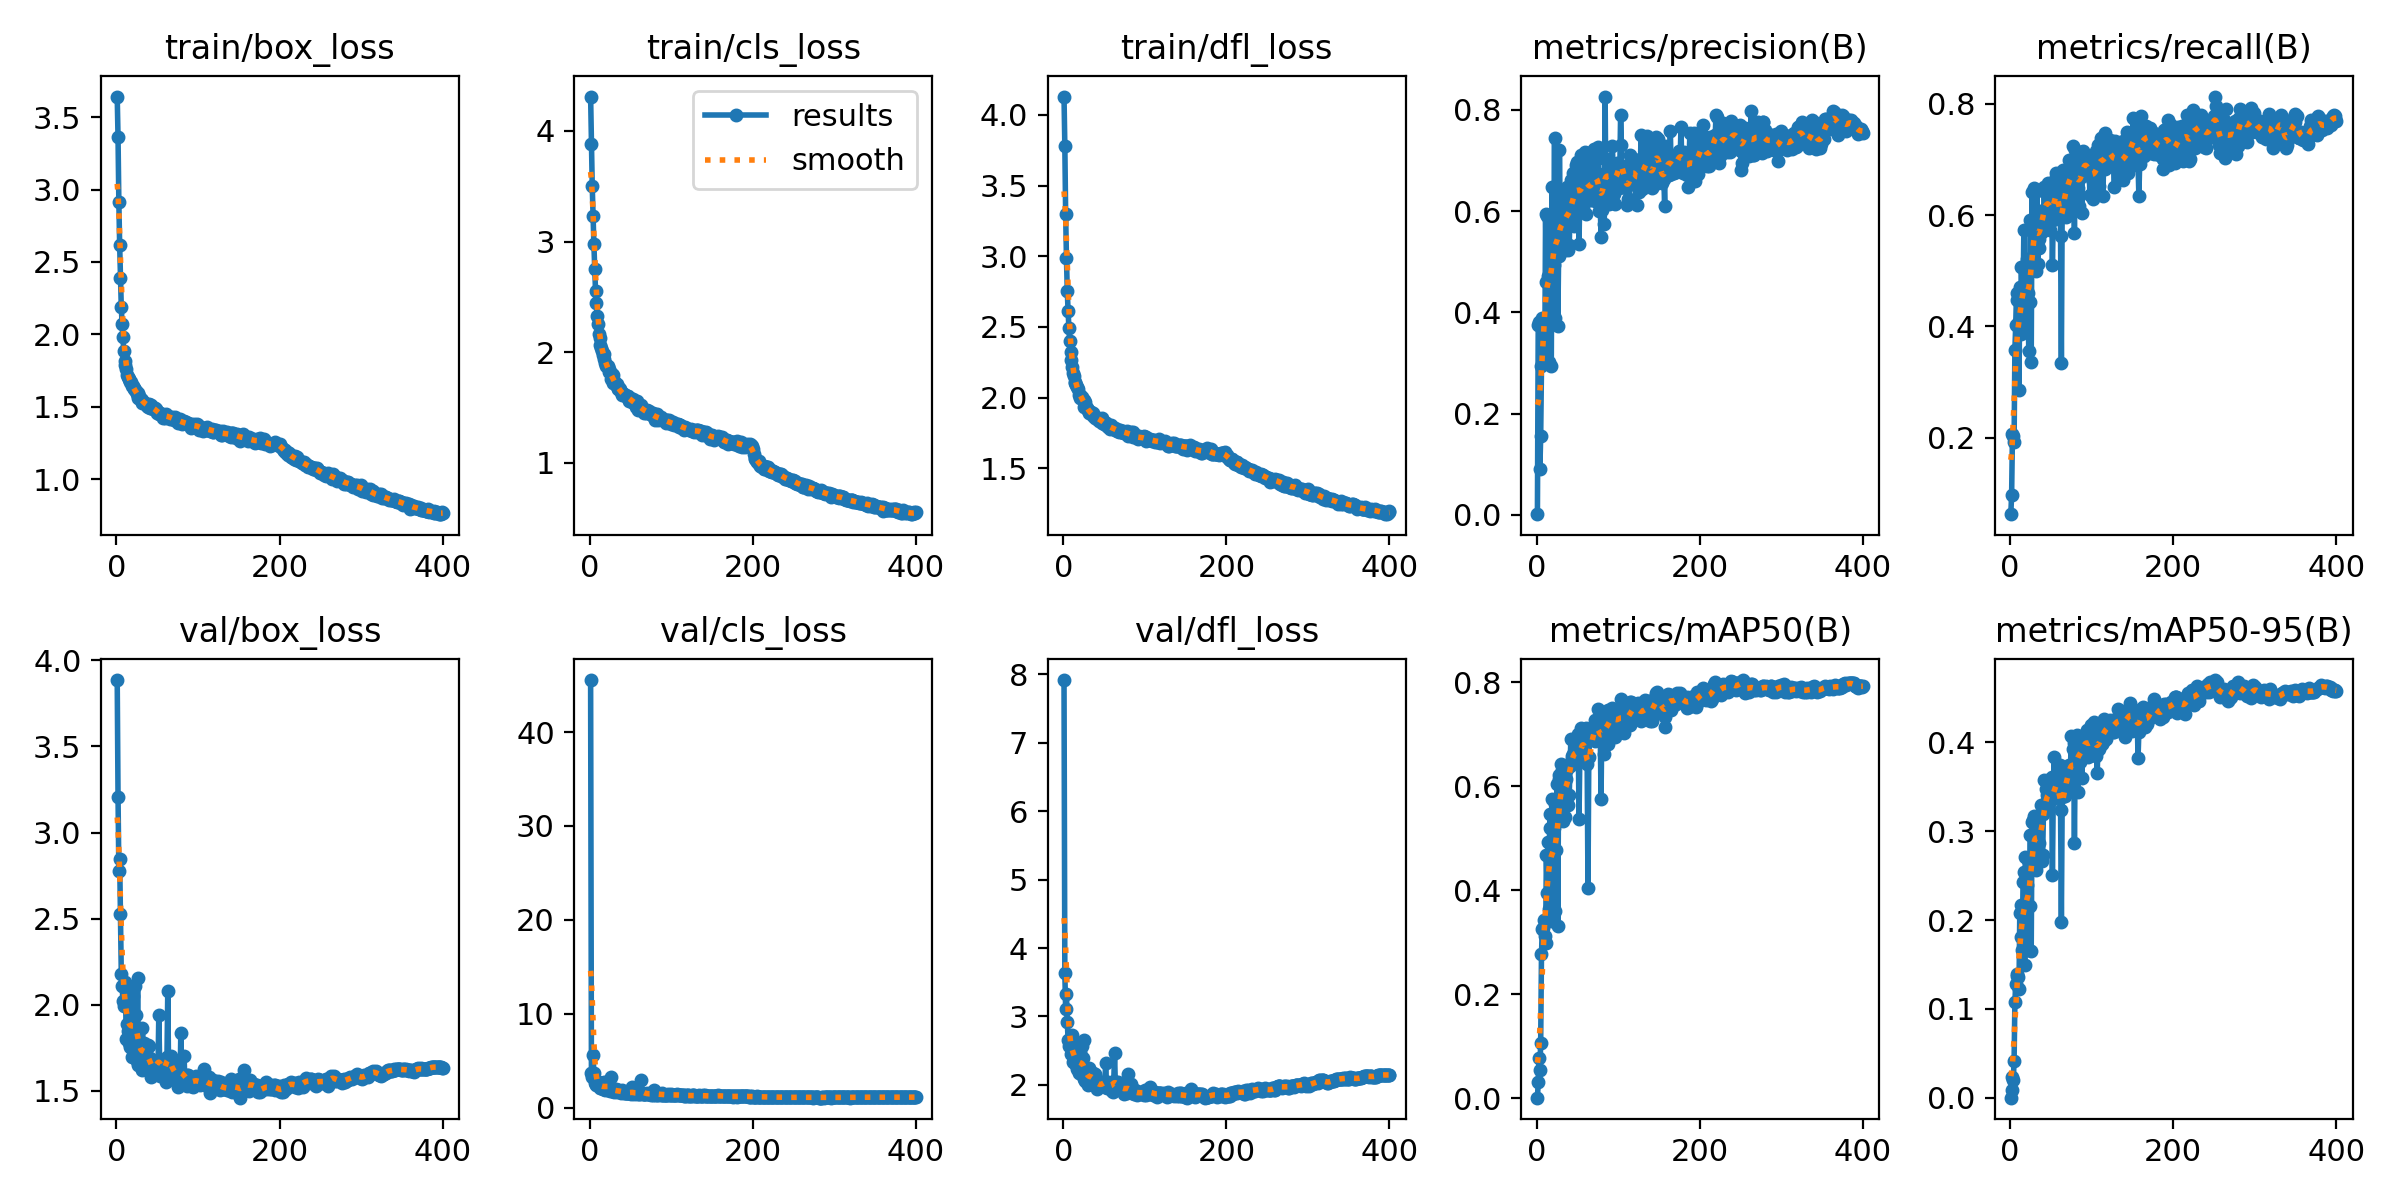 train/box_loss
3.5
3.0
2.5
2.0
1.5
1.0
0 200 400
train/cls_loss
results
smooth
4
3
2
1
0 200 400
train/dfl_loss
4.0
3.5
3.0
2.5
2.0
1.5
0 200 400
metrics/precision(B)
0.8
0.6
0.4
0.2
0.0
0 200 400
metrics/recall(B)
0.8
0.6
0.4
0.2
0 200 400
val/box_loss
4.0
3.5
3.0
2.5
2.0
1.5
0 200 400
val/cls_loss
40
30
20
10
0
0 200 400
val/dfl_loss
8
7
6
5
4
3
2
0 200 400
metrics/mAP50(B)
0.8
0.6
0.4
0.2
0.0
0 200 400
metrics/mAP50-95(B)
0.4
0.3
0.2
0.1
0.0
0 200 400